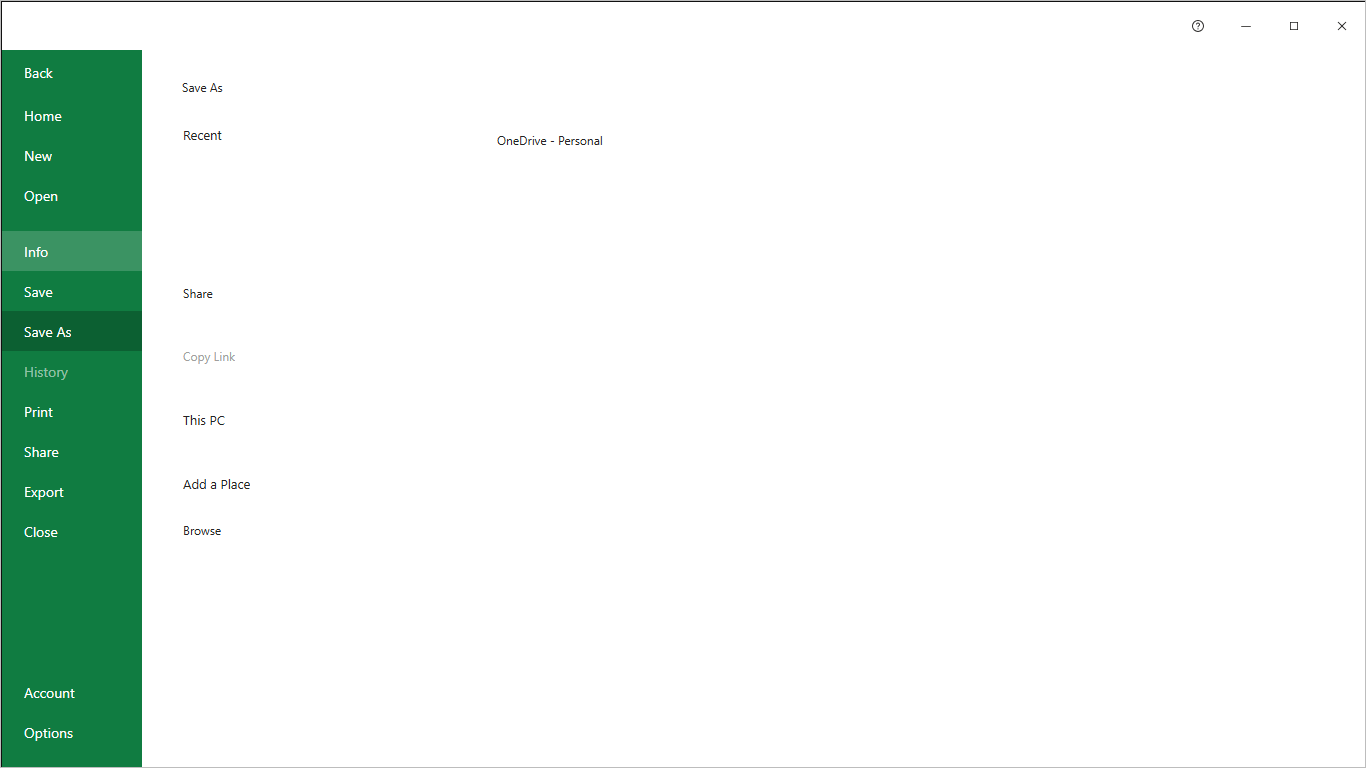 Back
Home
New
Open
Info
Save
Save As
History
Print
Share
Export
Close
Account
Options
Save As
Recent
Share
Copy Link
This PC
Add a Place
Browse
OneDrive - Personal